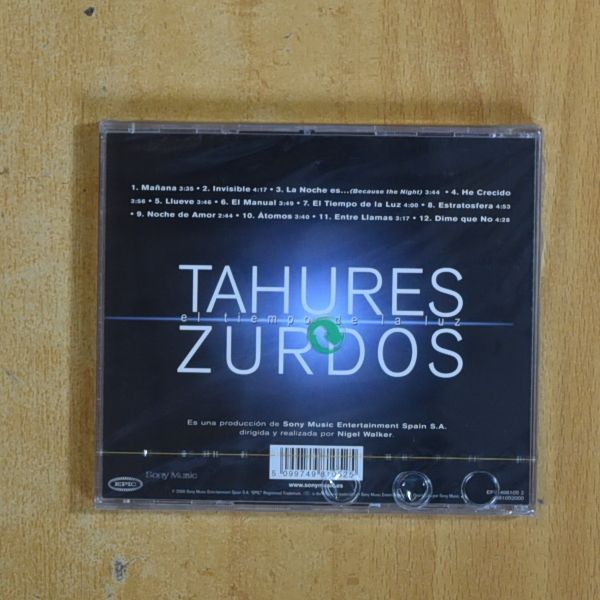 1. Mañana 3:35 • 2. Invisible 4:17 • 3. La Noche es...(Because the Night) 3:44 • 4. He Crecido
3:56 • 5. Llueve 3:46 • 6. El Manual 3:49 • 7. El Tiempo de la Luz 4:00 • 8. Estratosfera 4:53
• 9. Noche de Amor 2:44 • 10. Átomos 3:40 • 11. Entre Llamas 3:17 • 12. Dime que No 4:28
TAHURES
el tiempo de la luz
ZURDOS
Es una producción de Sony Music Entertainment Spain S.A.
dirigida y realizada por Nigel Walker.
EPIC
Sony Music
www.sonymusic.es